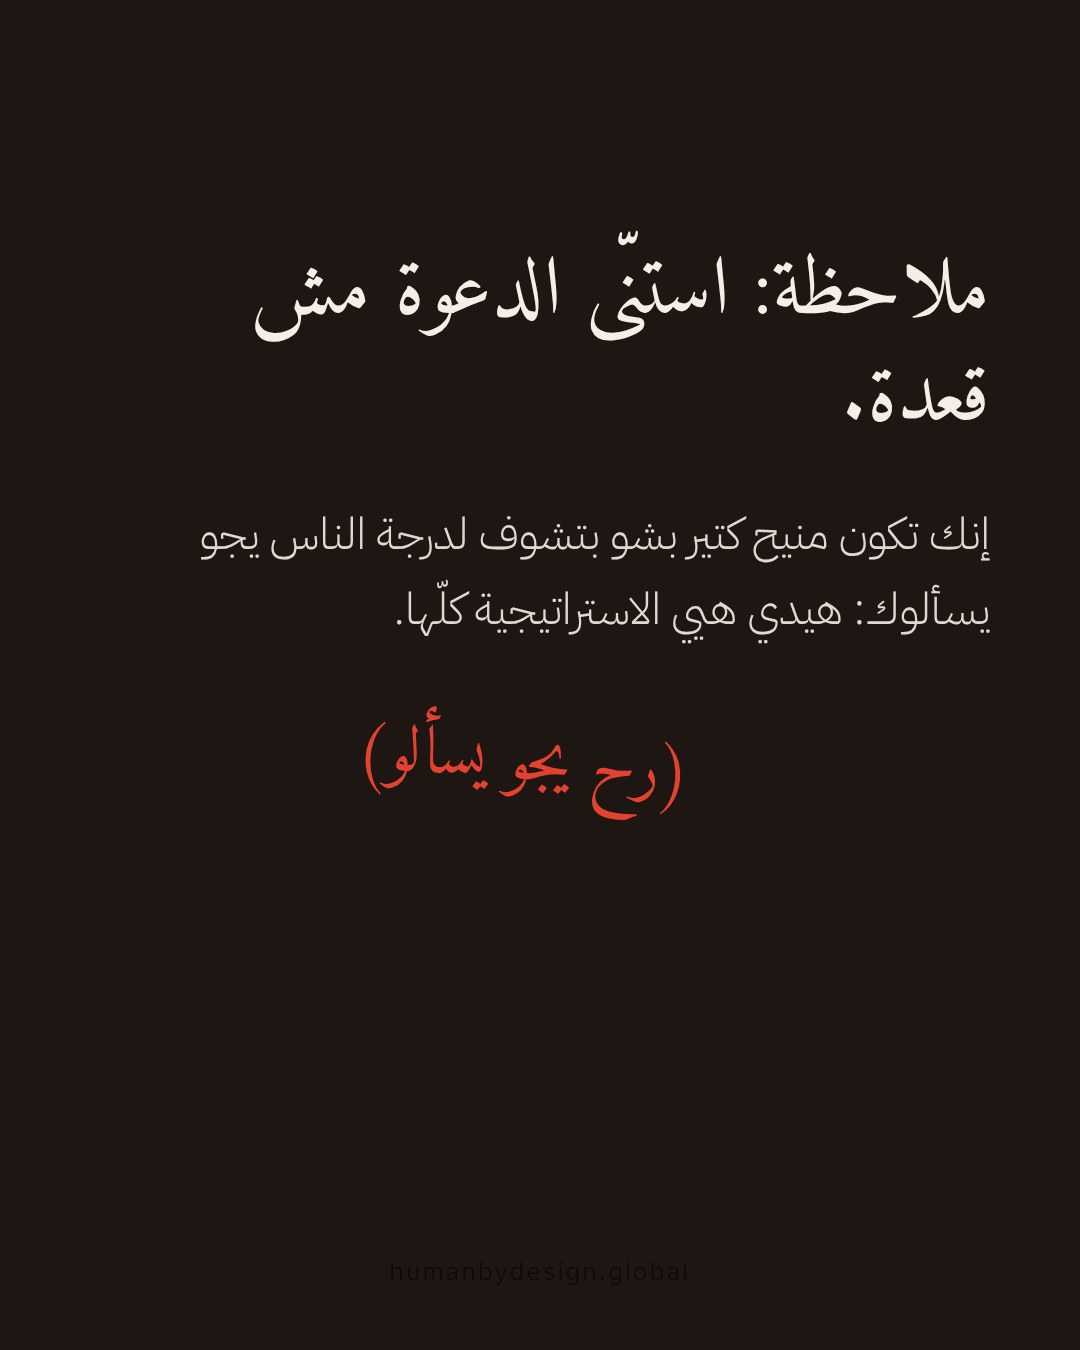 ملاحظة: استنّى الدعوة مش
قعدة.
إنك تكون منيح كتير بشو بتشوف لدرجة الناس يجو
يسألوك: هيدي هيي الاستراتيجية كلّها.
(رح يجو يسألو)
humanbydesign.global